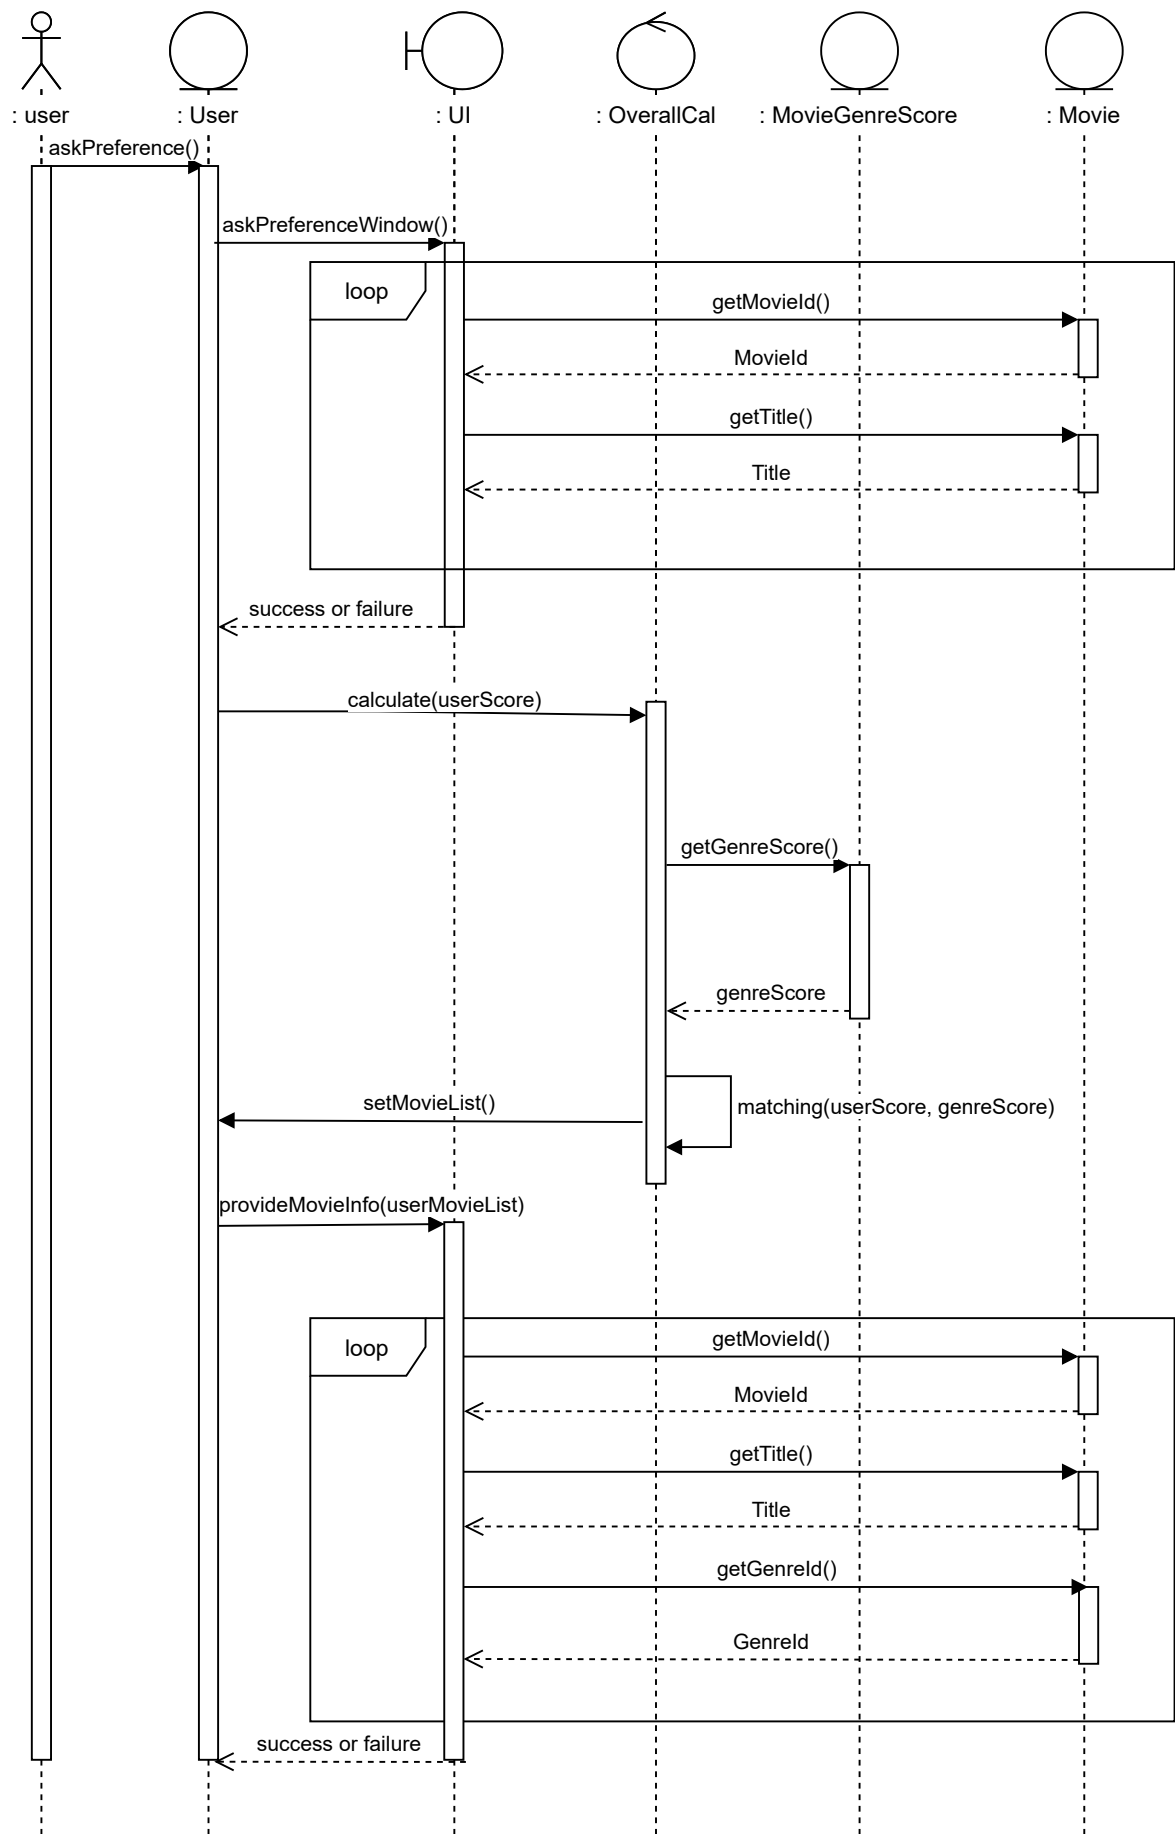 : user
: User
: UI
: OverallCal
: MovieGenreScore
: Movie
askPreference()
askPreferenceWindow()
loop
getMovieId()
MovieId
getTitle()
Title
success or failure
calculate(userScore)
getGenreScore()
genreScore
setMovieList()
matching(userScore, genreScore)
provideMovieInfo(userMovieList)
loop
getMovieId()
MovieId
getTitle()
Title
getGenreId()
GenreId
success or failure